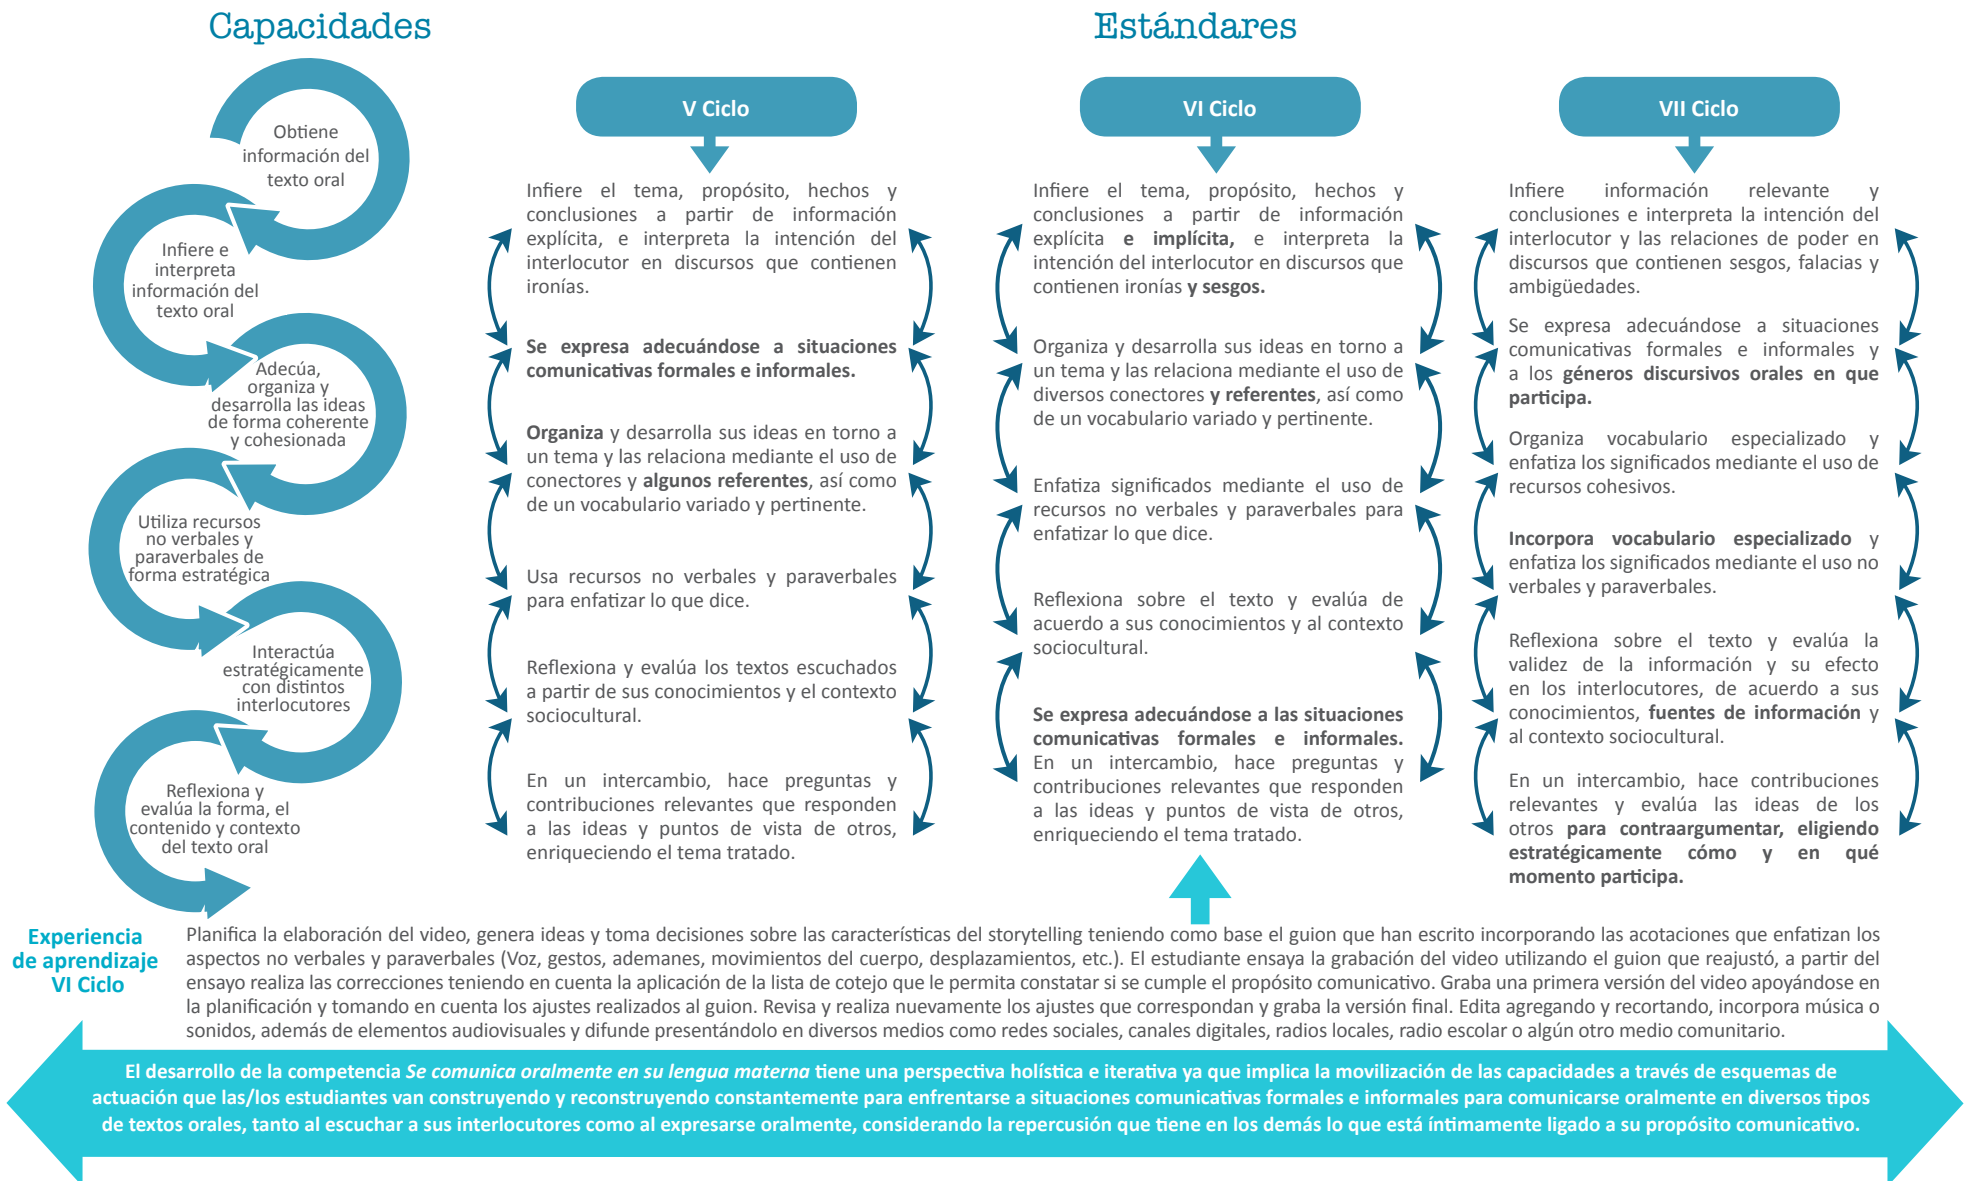 Capacidades
Obtiene
información del
texto oral
Infiere e
interpreta
información del
texto oral
Adecúa,
organiza y
desarrolla las ideas
de forma coherente
y cohesionada
Utiliza recursos
no verbales y
paraverbales de
forma estratégica
Interactúa
estratégicamente
con distintos
interlocutores
Reflexiona y
evalúa la forma, el
contenido y contexto
del texto oral
Estándares
V Ciclo
Infiere el tema, propósito, hechos y
conclusiones a partir de información
explícita, e interpreta la intención del
interlocutor en discursos que contienen
ironías.
Se expresa adecuándose a situaciones
comunicativas formales e informales.
Organiza y desarrolla sus ideas en torno a
un tema y las relaciona mediante el uso de
conectores y algunos referentes, así como
de un vocabulario variado y pertinente.
Usa recursos no verbales y paraverbales
para enfatizar lo que dice.
Reflexiona y evalúa los textos escuchados
a partir de sus conocimientos y el contexto
sociocultural.
En un intercambio, hace preguntas y
contribuciones relevantes que responden
a las ideas y puntos de vista de otros,
enriqueciendo el tema tratado.
VI Ciclo
Infiere el tema, propósito, hechos y
conclusiones a partir de información
explícita e implícita, e interpreta la
intención del interlocutor en discursos que
contienen ironías y sesgos.
Organiza y desarrolla sus ideas en torno a
un tema y las relaciona mediante el uso de
diversos conectores y referentes, así como
de un vocabulario variado y pertinente.
Enfatiza significados mediante el uso de
recursos no verbales y paraverbales para
enfatizar lo que dice.
Reflexiona sobre el texto y evalúa de
acuerdo a sus conocimientos y al contexto
sociocultural.
Se expresa adecuándose a las situaciones
comunicativas formales e informales.
En un intercambio, hace preguntas y
contribuciones relevantes que responden
a las ideas y puntos de vista de otros,
enriqueciendo el tema tratado.
VII Ciclo
Infiere información relevante y
conclusiones e interpreta la intención del
interlocutor y las relaciones de poder en
discursos que contienen sesgos, falacias y
ambigüedades.
Se expresa adecuándose a situaciones
comunicativas formales e informales y
a los géneros discursivos orales en que
participa.
Organiza vocabulario especializado y
enfatiza los significados mediante el uso de
recursos cohesivos.
Incorpora vocabulario especializado y
enfatiza los significados mediante el uso no
verbales y paraverbales.
Reflexiona sobre el texto y evalúa la
validez de la información y su efecto
en los interlocutores, de acuerdo a sus
conocimientos, fuentes de información y
al contexto sociocultural.
En un intercambio, hace contribuciones
relevantes y evalúa las ideas de los
otros para contraargumentar, eligiendo
estratégicamente cómo y en qué
momento participa.
Experiencia
de aprendizaje
VI Ciclo
Planifica la elaboración del video, genera ideas y toma decisiones sobre las características del storytelling teniendo como base el guion que han escrito incorporando las acotaciones que enfatizan los
aspectos no verbales y paraverbales (Voz, gestos, ademanes, movimientos del cuerpo, desplazamientos, etc.). El estudiante ensaya la grabación del video utilizando el guion que reajustó, a partir del
ensayo realiza las correcciones teniendo en cuenta la aplicación de la lista de cotejo que le permita constatar si se cumple el propósito comunicativo. Graba una primera versión del video apoyándose en
la planificación y tomando en cuenta los ajustes realizados al guion. Revisa y realiza nuevamente los ajustes que correspondan y graba la versión final. Edita agregando y recortando, incorpora música o
sonidos, además de elementos audiovisuales y difunde presentándolo en diversos medios como redes sociales, canales digitales, radios locales, radio escolar o algún otro medio comunitario.
El desarrollo de la competencia Se comunica oralmente en su lengua materna tiene una perspectiva holística e iterativa ya que implica la movilización de las capacidades a través de esquemas de
actuación que las/los estudiantes van construyendo y reconstruyendo constantemente para enfrentarse a situaciones comunicativas formales e informales para comunicarse oralmente en diversos tipos
de textos orales, tanto al escuchar a sus interlocutores como al expresarse oralmente, considerando la repercusión que tiene en los demás lo que está íntimamente ligado a su propósito comunicativo.